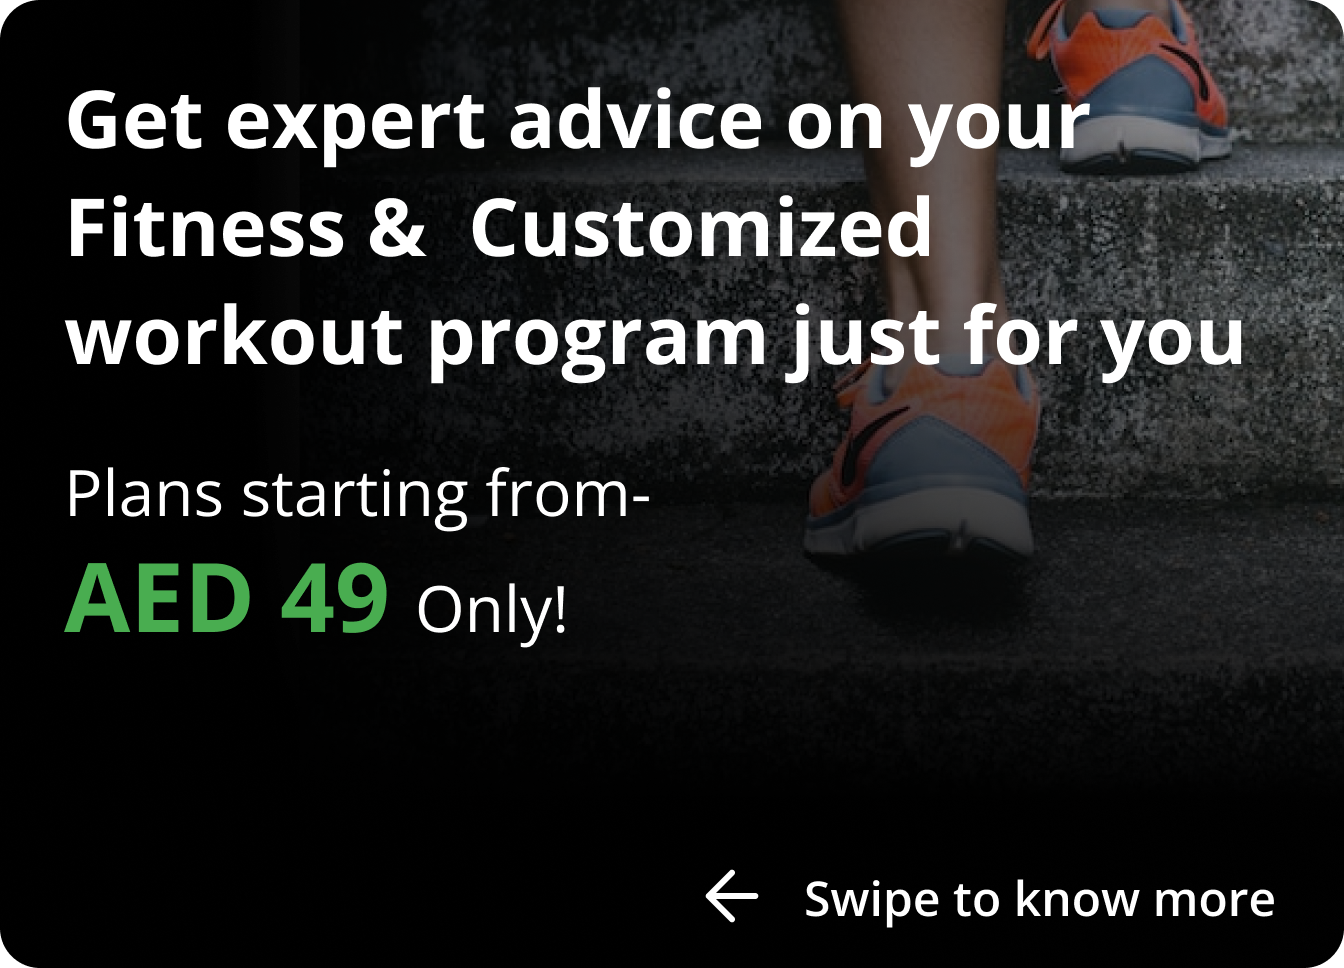 Get expert advice on your
Fitness &  Customized
workout program just for you
Plans starting from-
AED 49 Only!
Swipe to know more